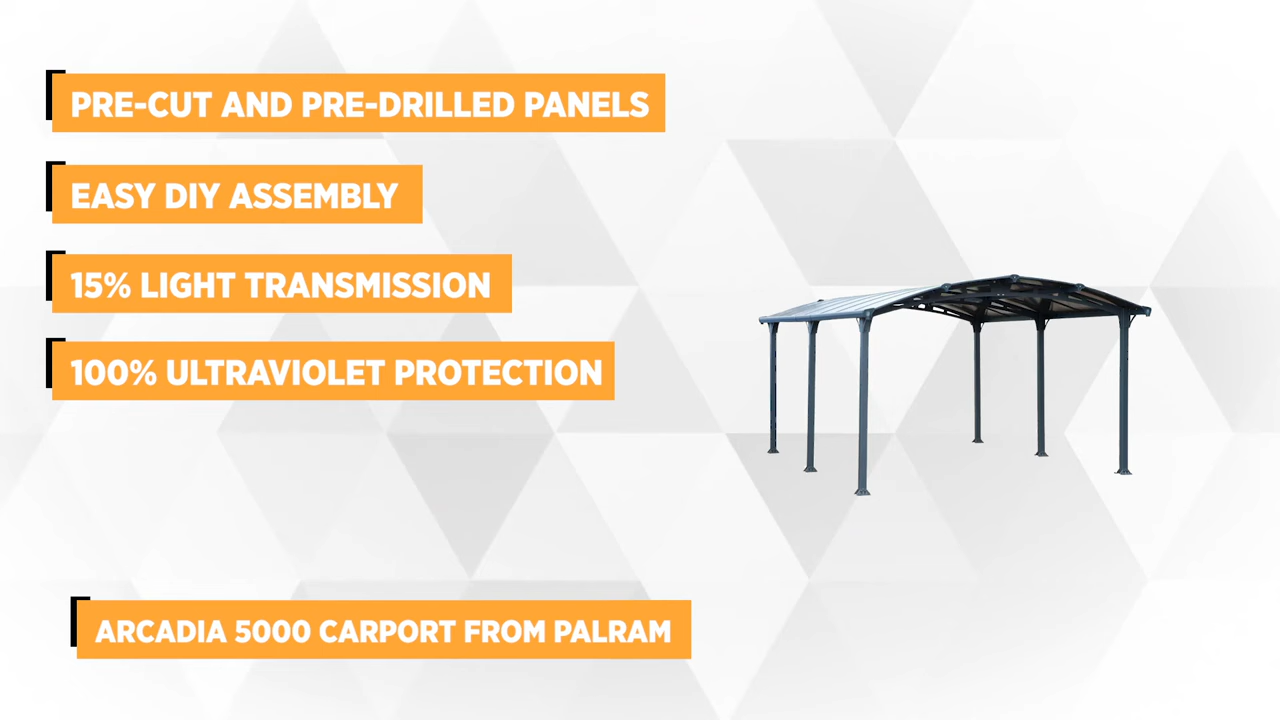 PRE-CUT AND PRE-DRILLED PANELS
EASY DIY ASSEMBLY
15% LIGHT TRANSMISSION
100% ULTRAVIOLET PROTECTION
ARCADIA 5000 CARPORT FROM PALRAM